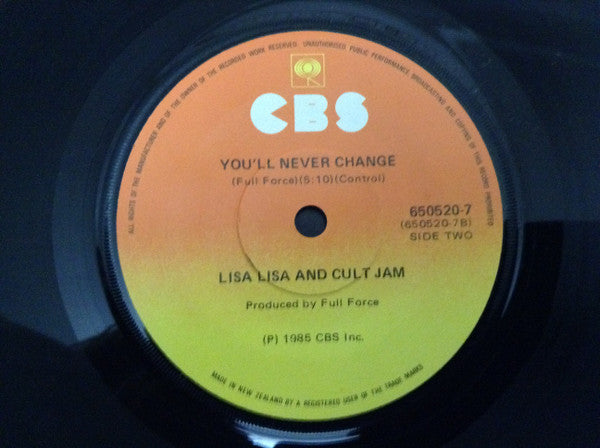 ALL RIGHTS OF THE MANUFACTURER AND OF THE OWNER OF THE RECORDED WORK RESERVED. UNAUTHORISED PUBLIC PERFORMANCE, BROADCASTING AND COPYING OF THIS RECORD PROHIBITED
CBS
YOU'LL NEVER CHANGE
(Full Force)(5:10)(Control)
650520-7
(650520-7B)
SIDE TWO
LISA LISA AND CULT JAM
Produced by Full Force
(P) 1985 CBS Inc.
MADE IN NEW ZEALAND BY A REGISTERED USER OF THE TRADE MARKS